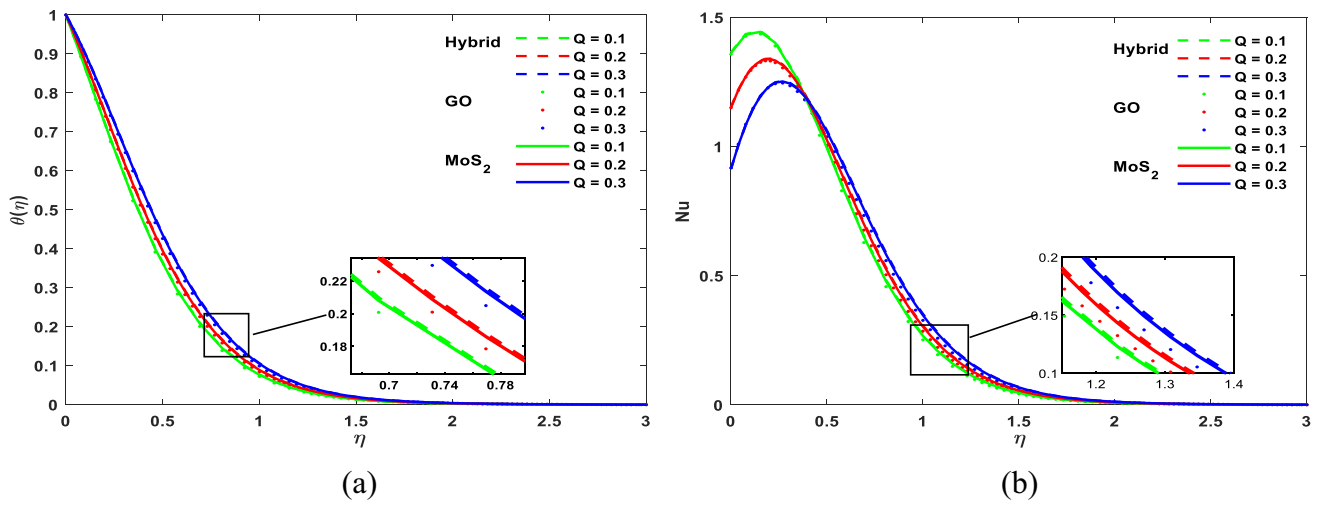 1
0.9
0.8
0.7
0.6
0.5
0.4
0.3
0.2
0.1
0
θ(η)
0 0.5 1 1.5 2 2.5 3
η
Hybrid
Q = 0.1
Q = 0.2
Q = 0.3
GO
Q = 0.1
Q = 0.2
Q = 0.3
MoS2
Q = 0.1
Q = 0.2
Q = 0.3
0.22
0.2
0.18
0.7 0.74 0.78
(a)
1.5
1
0.5
0
Nu
0 0.5 1 1.5 2 2.5 3
η
Hybrid
Q = 0.1
Q = 0.2
Q = 0.3
GO
Q = 0.1
Q = 0.2
Q = 0.3
MoS2
Q = 0.1
Q = 0.2
Q = 0.3
0.2
0.15
0.1
1.2 1.3 1.4
(b)